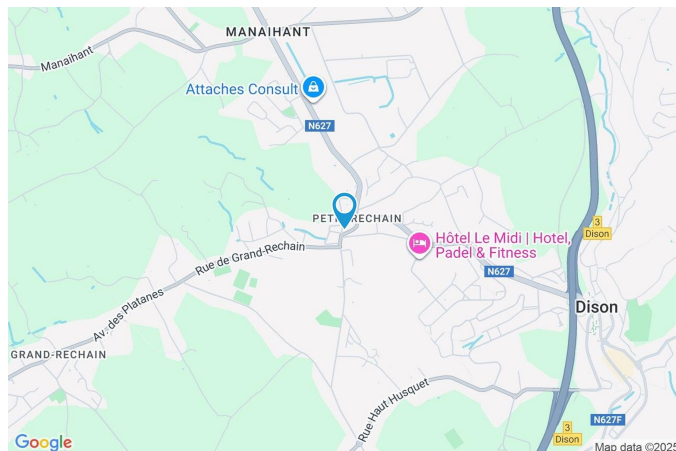 MANAIHANT
Manaihant
Attaches Consult
N627
PETIT-RECHAIN
Hôtel Le Midi | Hotel,
Padel & Fitness
3
Dison
Rue de Grand-Rechain
N627
Av. des Platanes
Dison
GRAND-RECHAIN
Rue Haut Husquet
N627F
3
Dison
Google
Map data ©2025